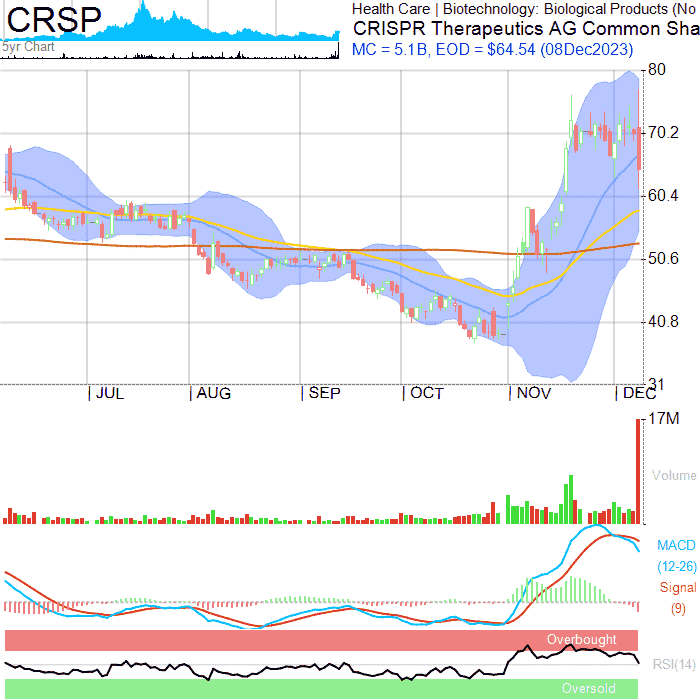 CRSP
5yr Chart
Health Care | Biotechnology: Biological Products (No
CRISPR Therapeutics AG Common Sha
MC = 5.1B, EOD = $64.54 (08Dec2023)
80
70.2
60.4
50.6
40.8
31
JUL AUG SEP OCT NOV DEC
17M
Volume
MACD
(12-26)
Signal
(9)
Overbought
RSI(14)
Oversold